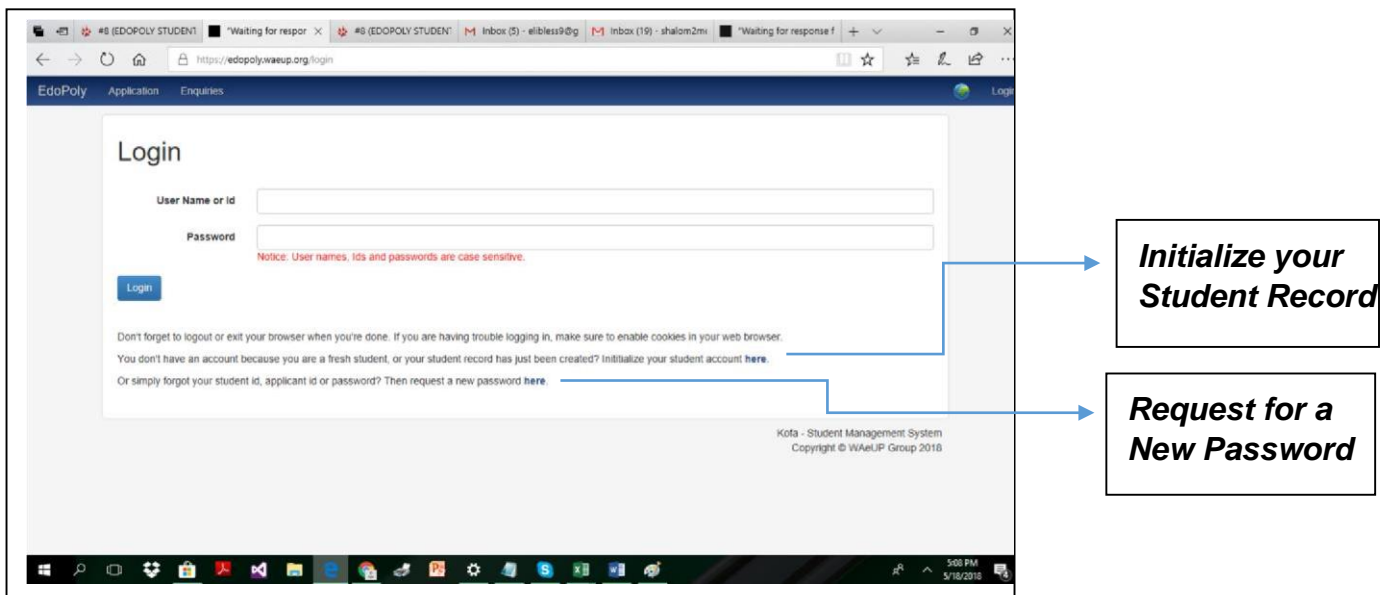 #8 (EDOPOLY STUDENT "Waiting for respor #8 (EDOPOLY STUDENT Inbox (5) - elibless9@g Inbox (19) - shalom2m "Waiting for response f
https://edopoly.waeup.org/login
EdoPoly Application Enquiries Login
Login
User Name or Id
Password
Notice: User names, Ids and passwords are case sensitive.
Login
Don't forget to logout or exit your browser when you're done. If you are having trouble logging in, make sure to enable cookies in your web browser.
You don't have an account because you are a fresh student, or your student record has just been created? Inititialize your student account here.
Or simply forgot your student id, applicant id or password? Then request a new password here.
Kofa - Student Management System
Copyright © WAeUP Group 2018
5:08 PM
5/18/2018
Initialize your
Student Record
Request for a
New Password